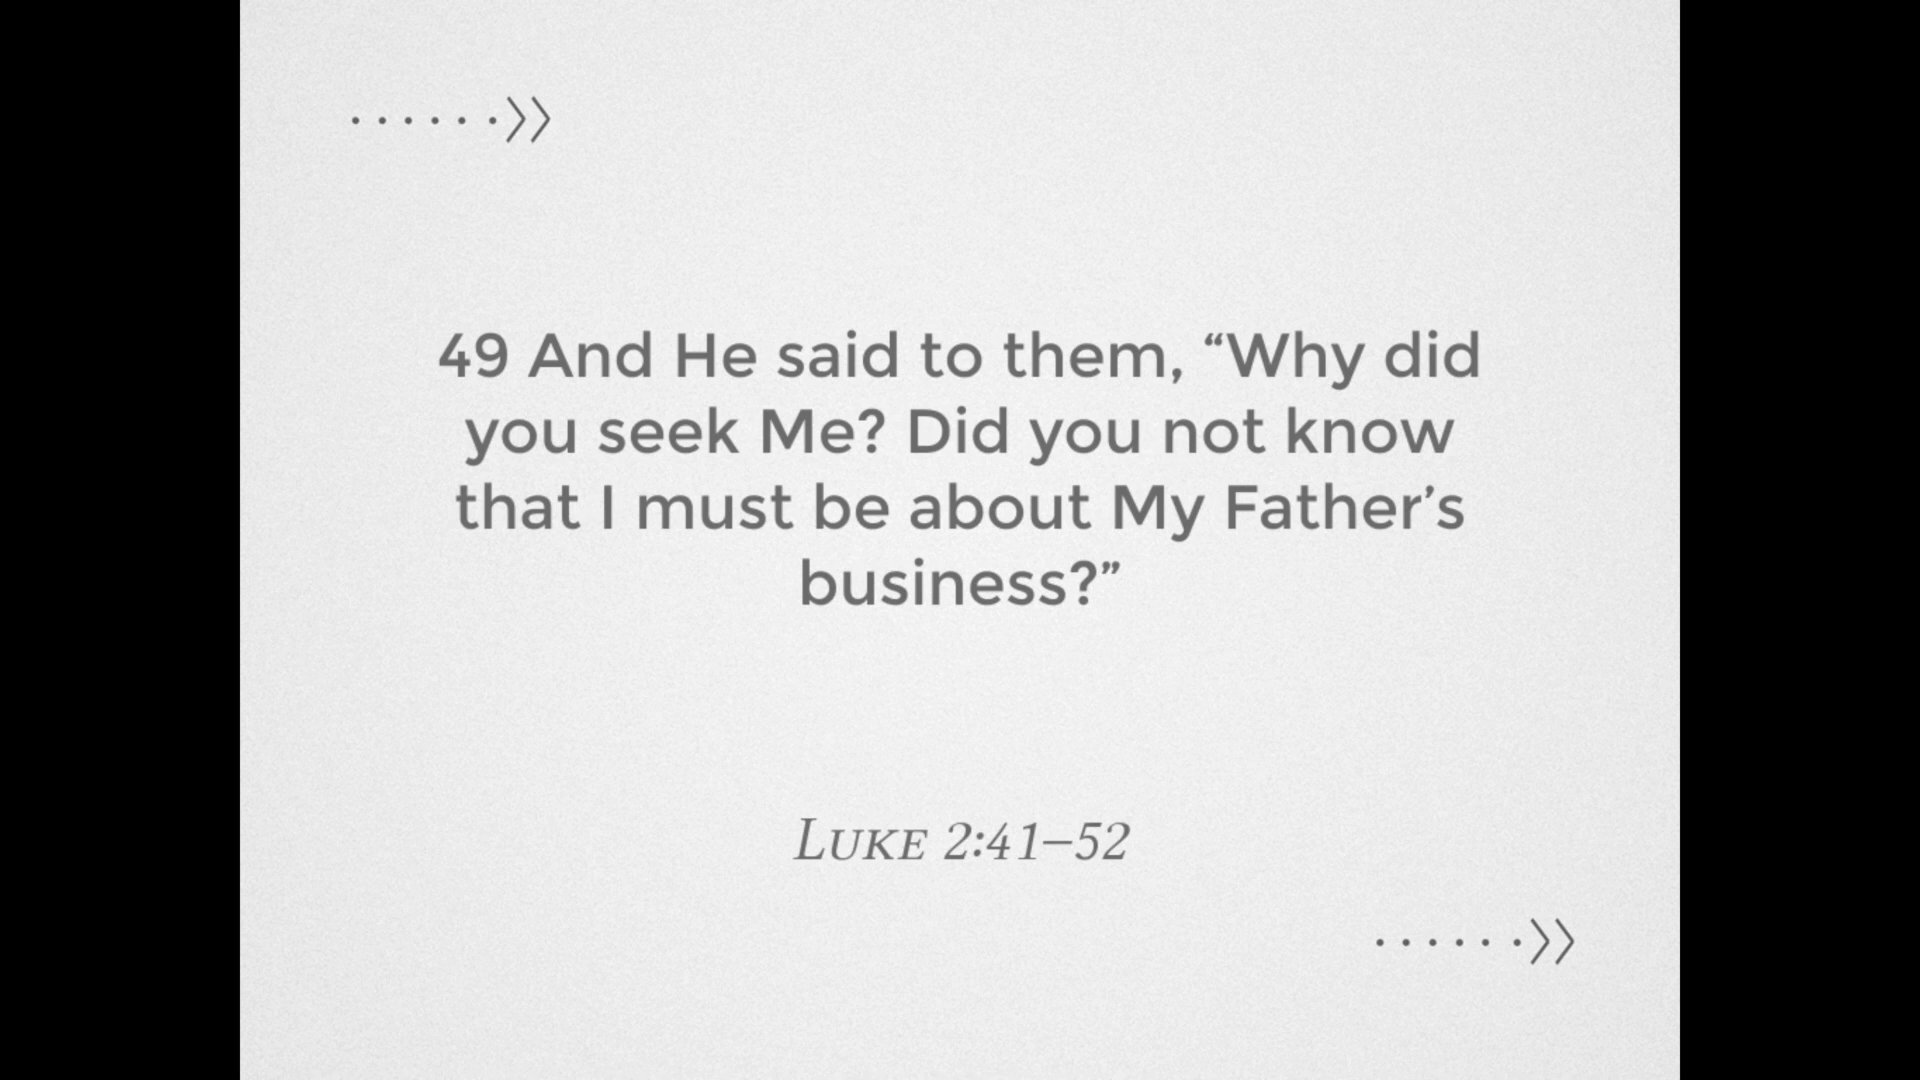 49 And He said to them, “Why did
you seek Me? Did you not know
that I must be about My Father’s
business?”
Luke 2:41–52